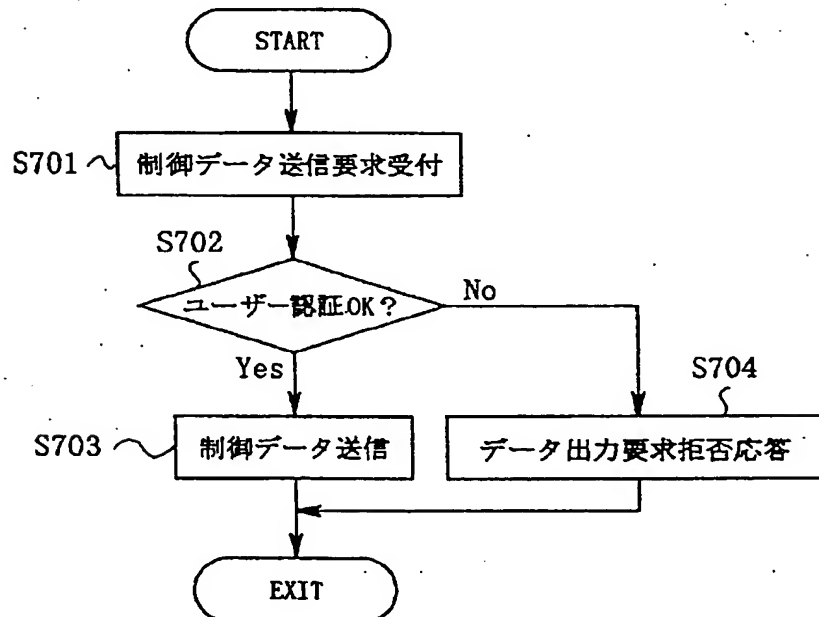 START
S701
制御データ送信要求受付
S702
ユーザー認証OK?
No
Yes
S704
S703
制御データ送信
データ出力要求拒否応答
EXIT